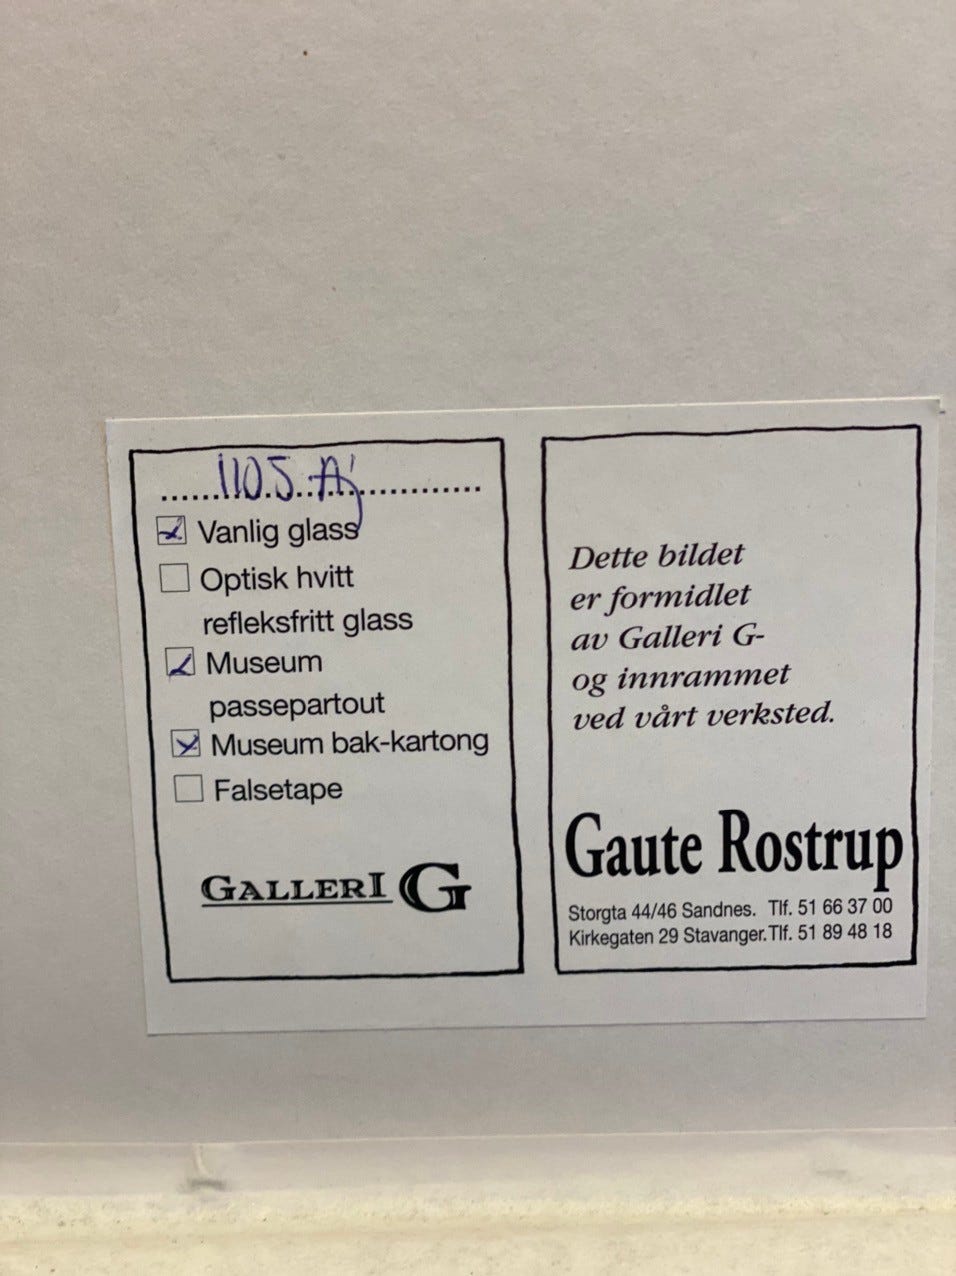 110 S. Aj
Vanlig glass
Optisk hvitt
refleksfritt glass
Museum
passepartout
Museum bak-kartong
Falsetape
GALLERI G
Dette bildet
er formidlet
av Galleri G-
og innrammet
ved vårt verksted.
Gaute Rostrup
Storgta 44/46 Sandnes. Tlf. 51 66 37 00
Kirkegaten 29 Stavanger. Tlf. 51 89 48 18